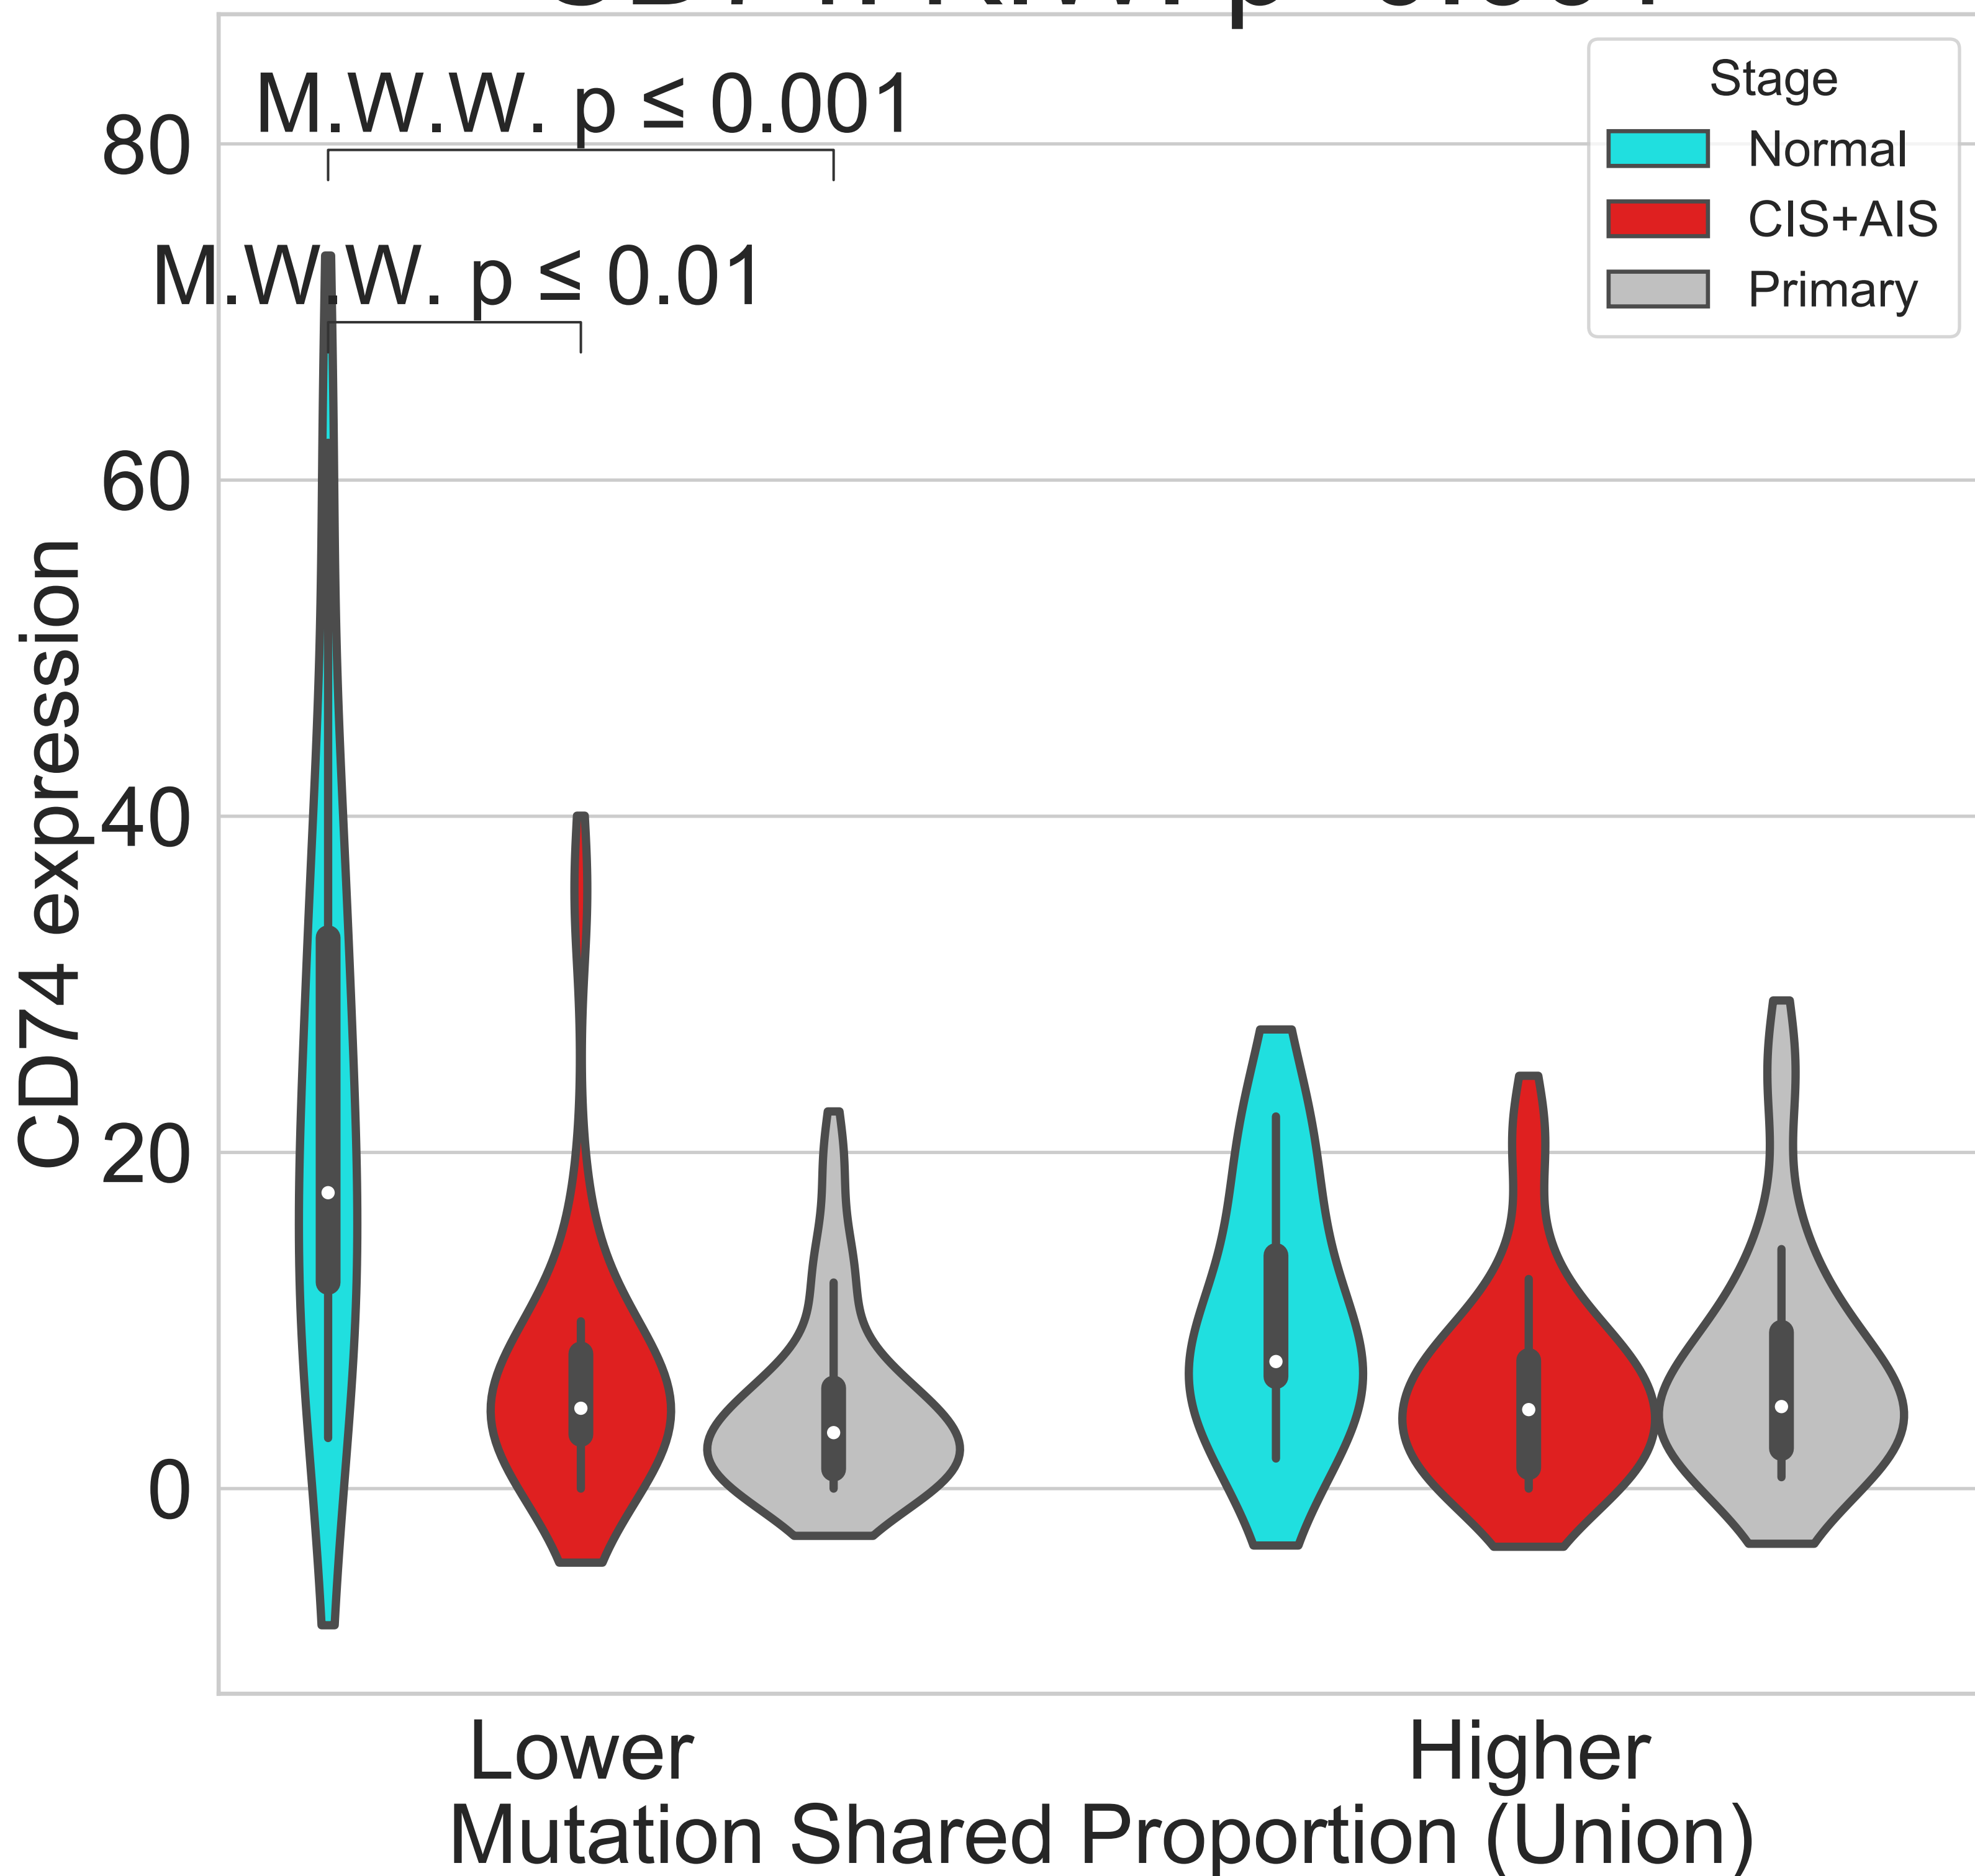 M.W.W. p ≤ 0.001
M.W.W. p ≤ 0.01
Stage
Normal
CIS+AIS
Primary
80
60
40
20
0
CD74 expression
Lower
Higher
Mutation Shared Proportion (Union)